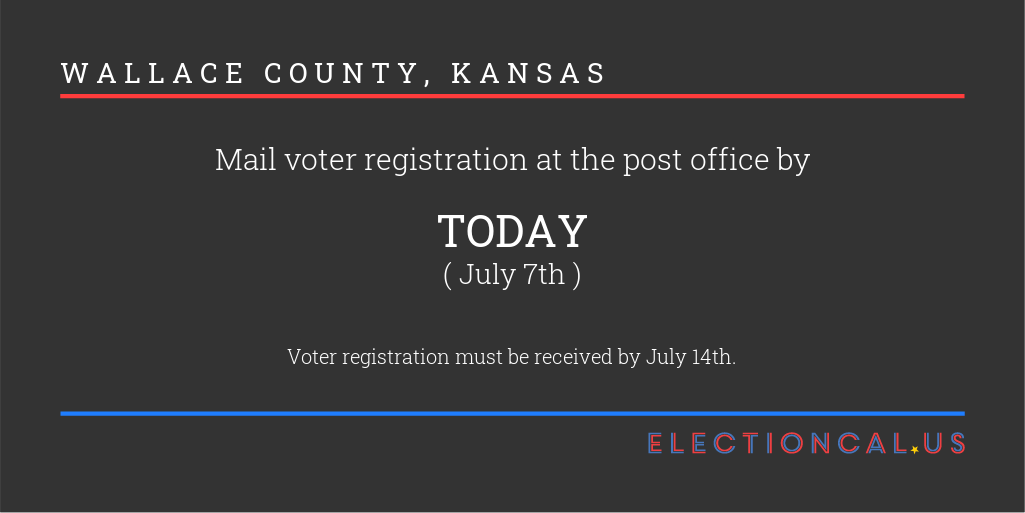 WALLACE COUNTY, KANSAS
Mail voter registration at the post office by
TODAY
( July 7th )
Voter registration must be received by July 14th.
ELECTIONCAL.US